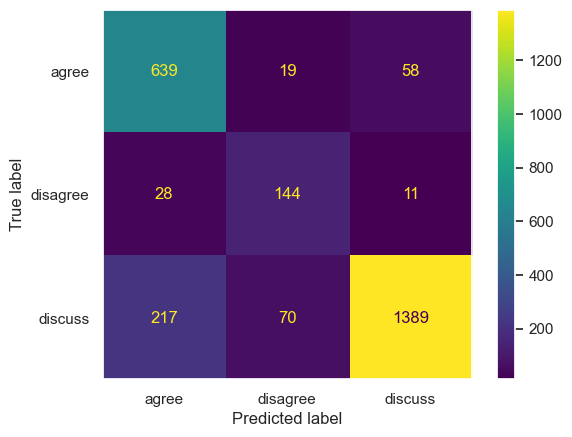 agree 639 19 58
disagree 28 144 11
discuss 217 70 1389
agree disagree discuss
Predicted label
True label
1200
1000
800
600
400
200